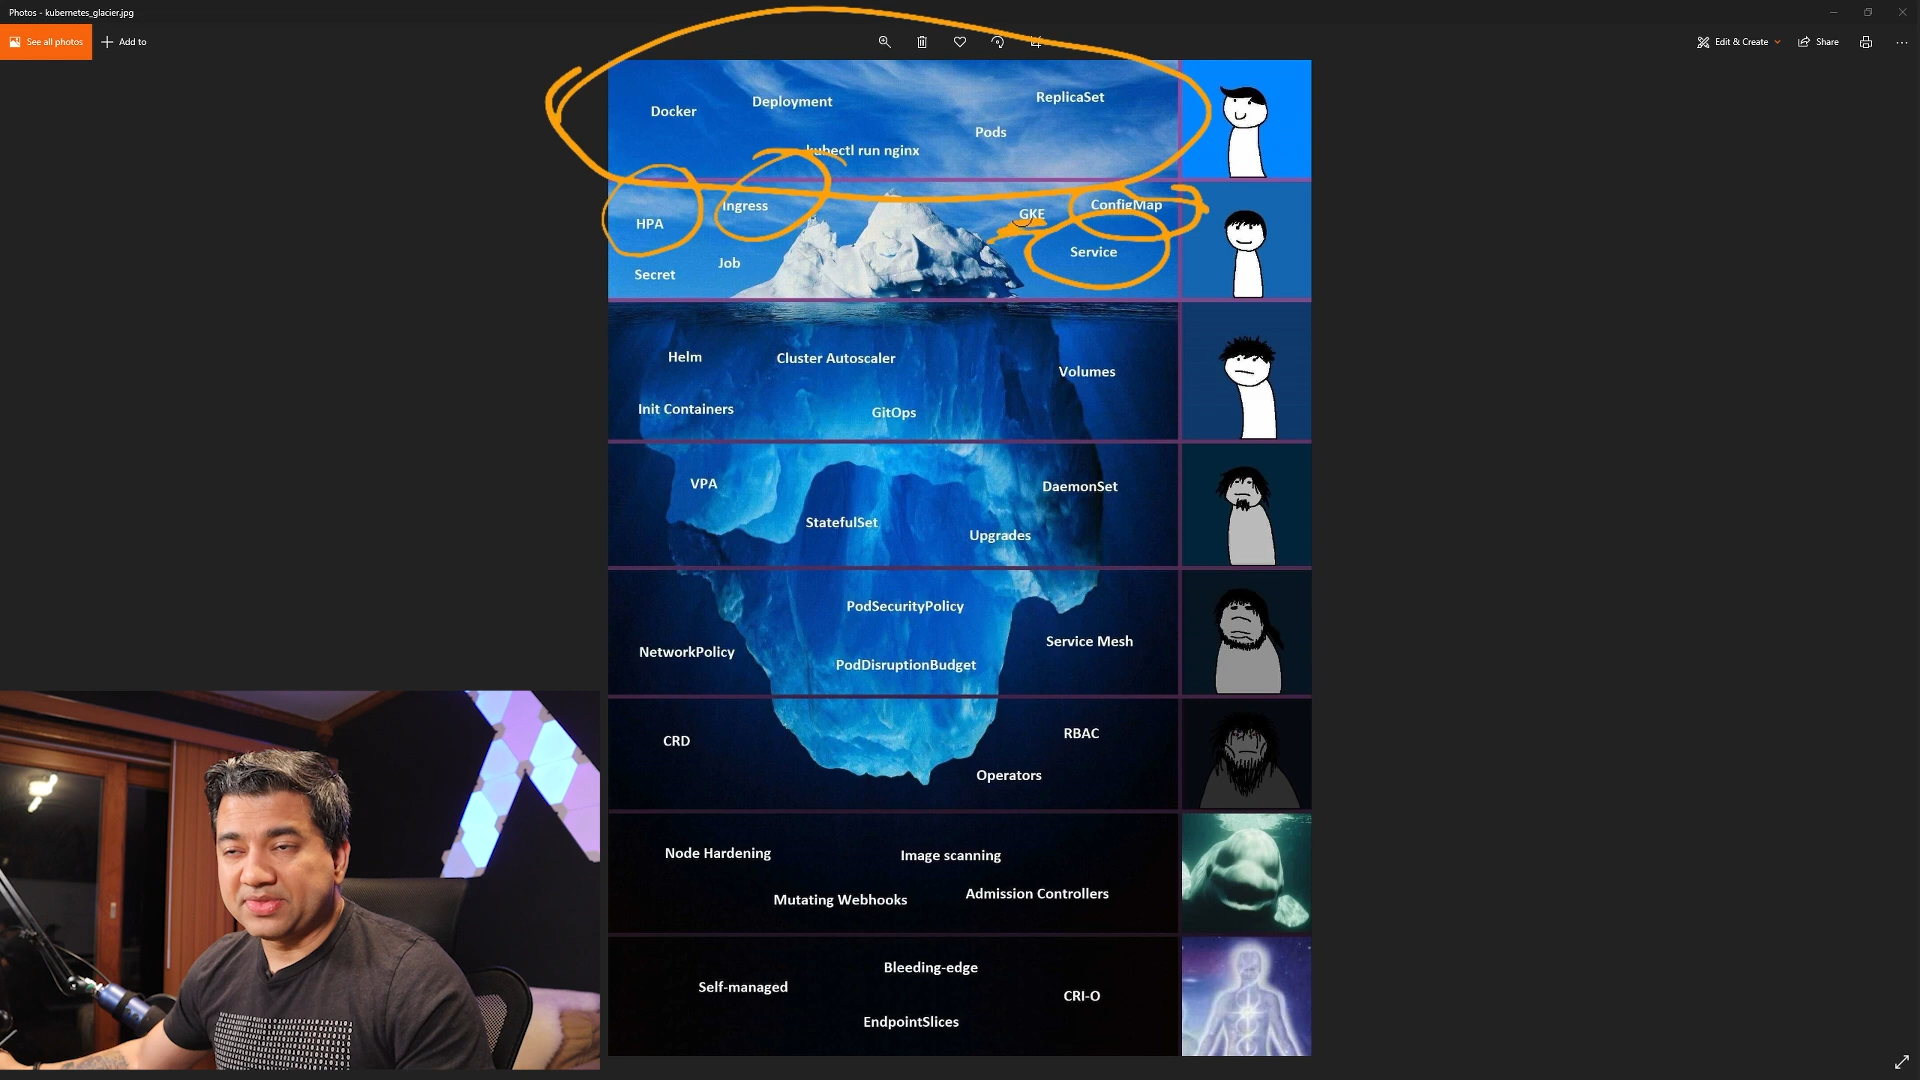 Photos - kubernetes_glacier.jpg
See all photos
Add to
Edit & Create
Share
Docker
Deployment
ReplicaSet
Pods
kubectl run nginx
HPA
Ingress
GKE
ConfigMap
Service
Secret
Job
Helm
Cluster Autoscaler
Volumes
Init Containers
GitOps
VPA
DaemonSet
StatefulSet
Upgrades
PodSecurityPolicy
NetworkPolicy
Service Mesh
PodDisruptionBudget
CRD
RBAC
Operators
Node Hardening
Image scanning
Mutating Webhooks
Admission Controllers
Self-managed
Bleeding-edge
CRI-O
EndpointSlices